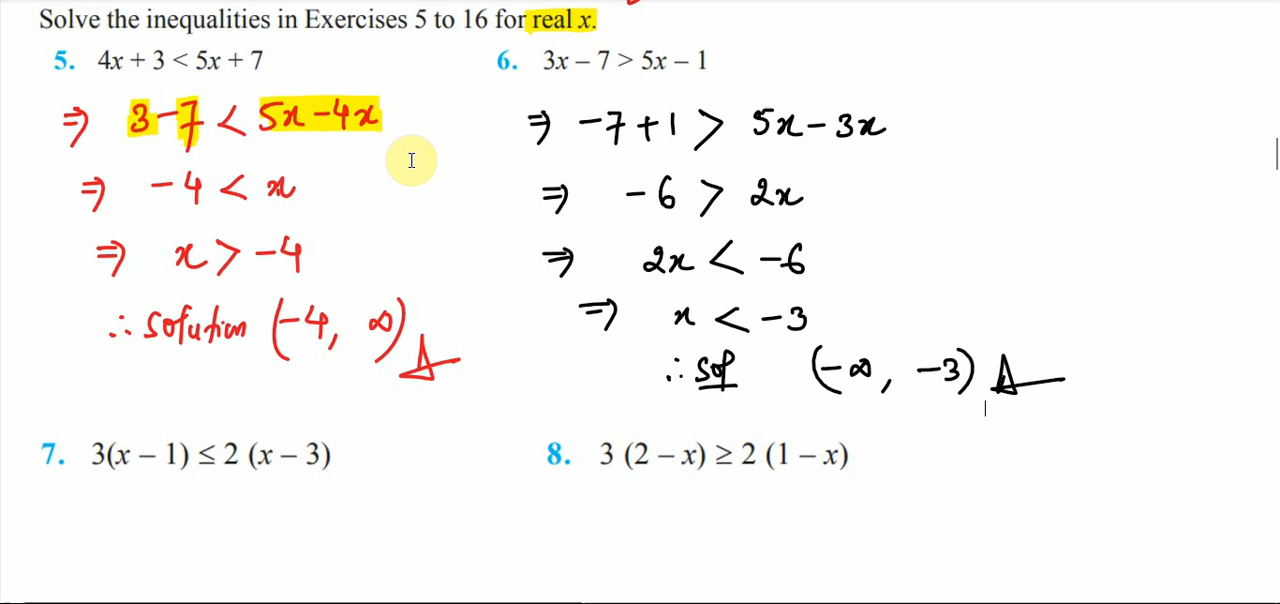 Solve the inequalities in Exercises 5 to 16 for real x.
5. 4x + 3 < 5x + 7
⇒ 3-7 < 5x-4x
⇒ -4 < x
⇒ x > -4
∴ solution (-4, ∞) A
6. 3x – 7 > 5x – 1
⇒ -7+1 > 5x-3x
⇒ -6 > 2x
⇒ 2x < -6
⇒ x < -3
∴ sol (-∞, -3) A
7. 3(x – 1) ≤ 2 (x – 3)
8. 3 (2 – x) ≥ 2 (1 – x)